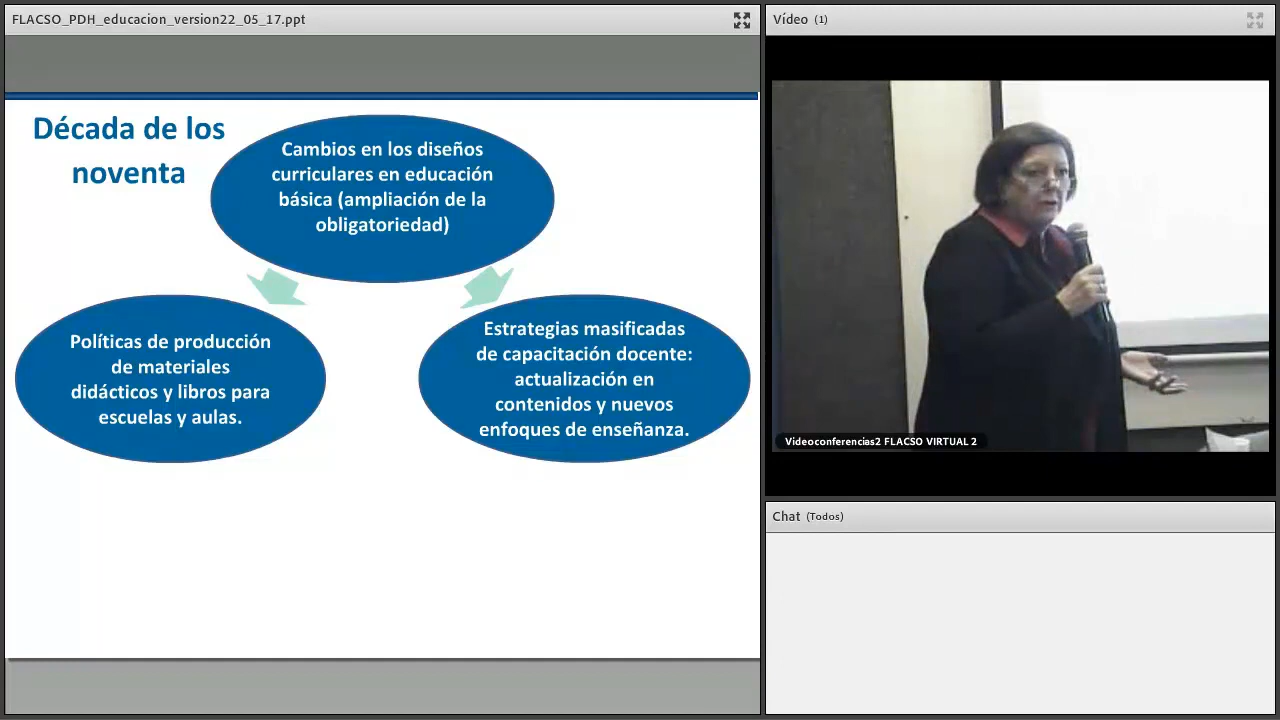 FLACSO_PDH_educacion_version22_05_17.ppt
Vídeo (1)
Década de los
noventa
Cambios en los diseños
curriculares en educación
básica (ampliación de la
obligatoriedad)
Políticas de producción
de materiales
didácticos y libros para
escuelas y aulas.
Estrategias masificadas
de capacitación docente:
actualización en
contenidos y nuevos
enfoques de enseñanza.
Videoconferencias2 FLACSO VIRTUAL 2
Chat (Todos)